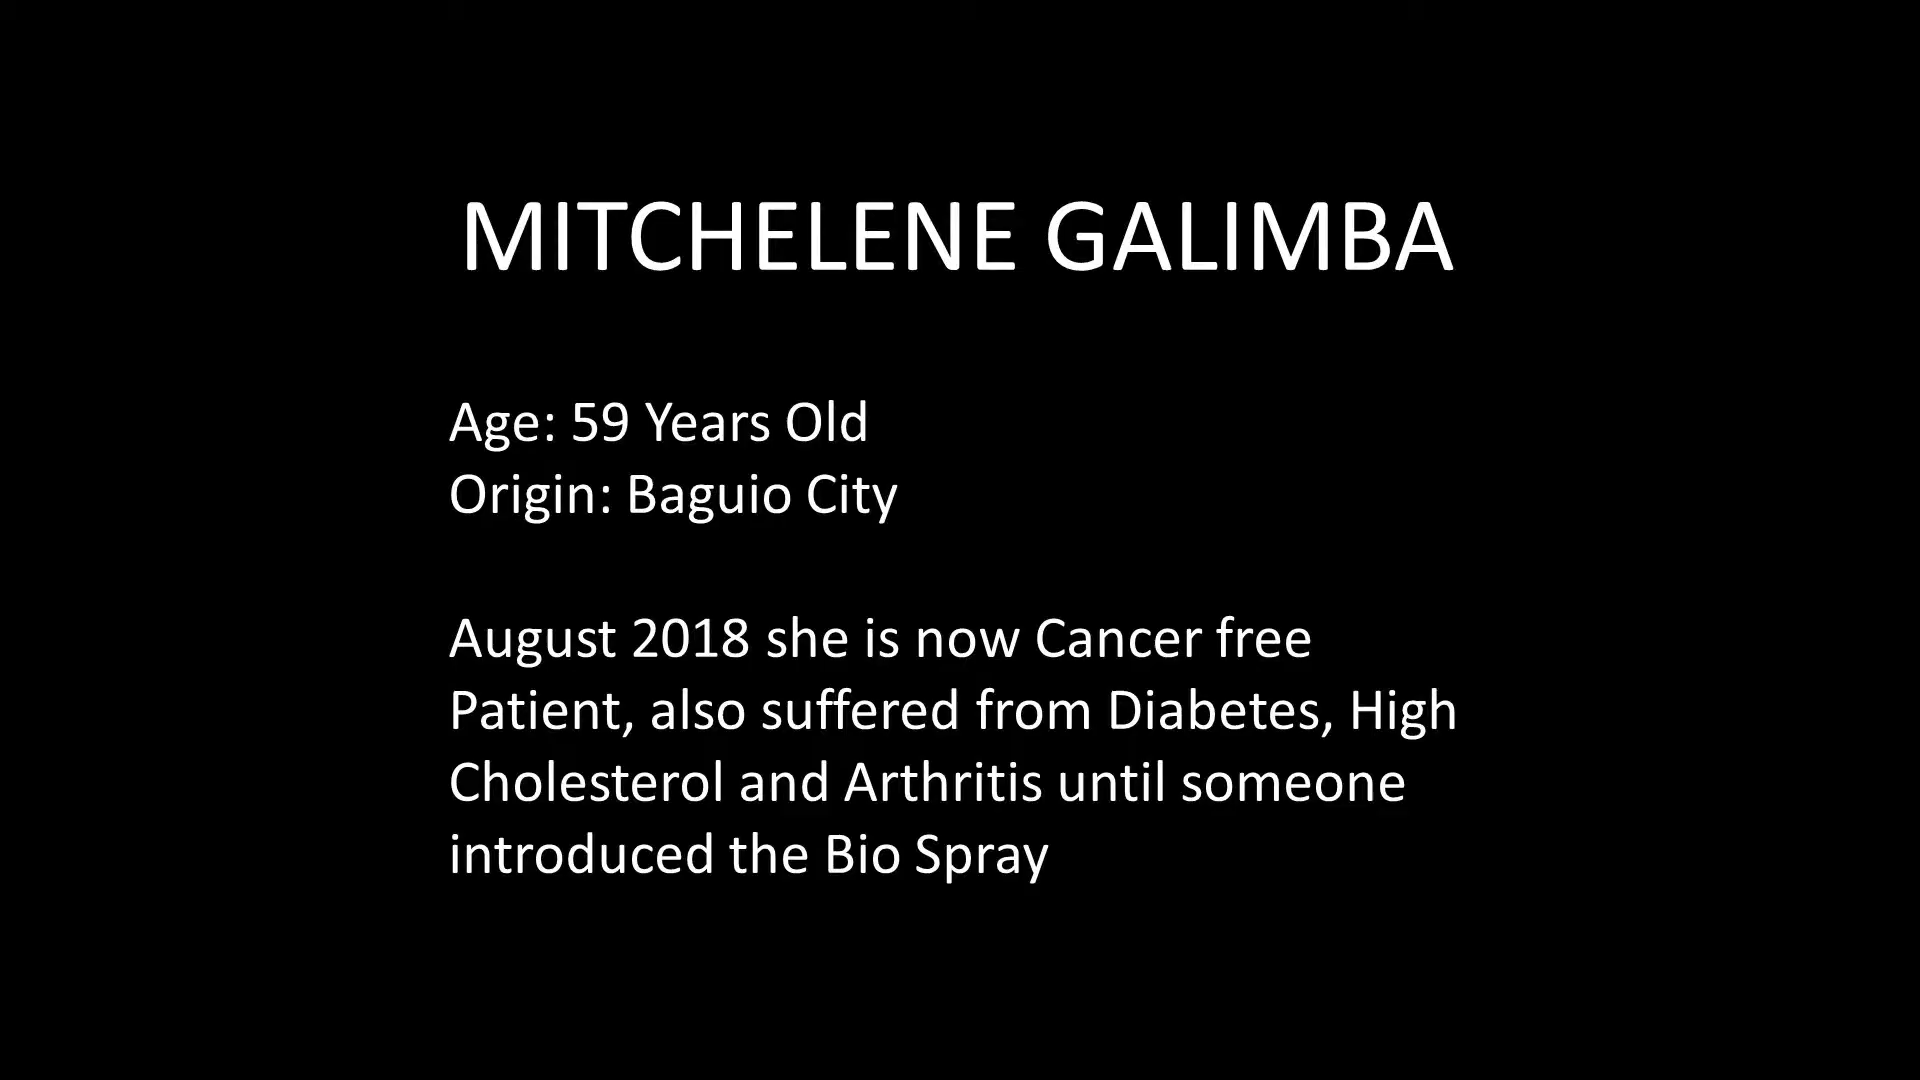 MITCHELENE GALIMBA
Age: 59 Years Old
Origin: Baguio City
August 2018 she is now Cancer free
Patient, also suffered from Diabetes, High
Cholesterol and Arthritis until someone
introduced the Bio Spray